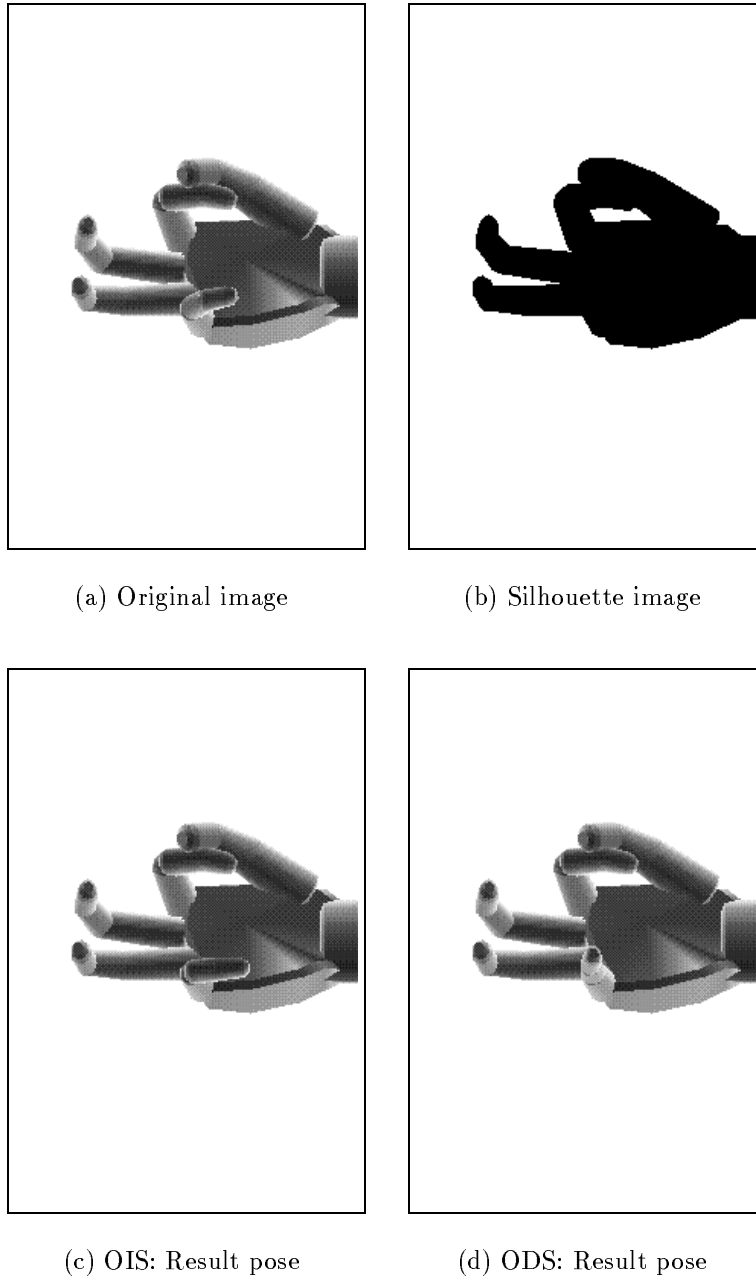 (a) Original image
(b) Silhouette image
(c) OIS: Result pose
(d) ODS: Result pose